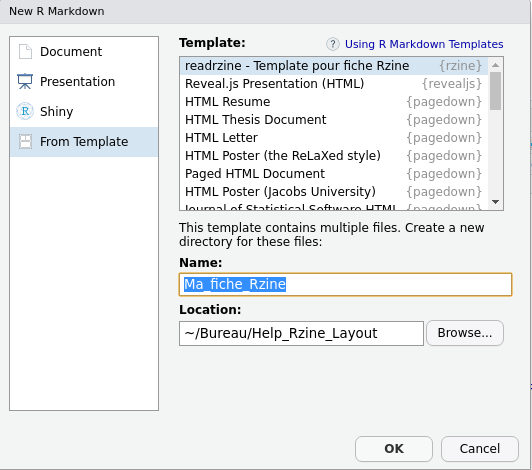 New R Markdown
Document
Presentation
Shiny
From Template
Template:
? Using R Markdown Templates
readrzine - Template pour fiche Rzine {rzine}
Reveal.js Presentation (HTML) {revealjs}
HTML Resume {pagedown}
HTML Thesis Document {pagedown}
HTML Letter {pagedown}
HTML Poster (the ReLaXed style) {pagedown}
Paged HTML Document {pagedown}
HTML Poster (Jacobs University) {pagedown}
Journal of Statistical Software HTML {pagedown}
This template contains multiple files. Create a new
directory for these files:
Name:
Ma_fiche_Rzine
Location:
~/Bureau/Help_Rzine_Layout
Browse...
OK
Cancel